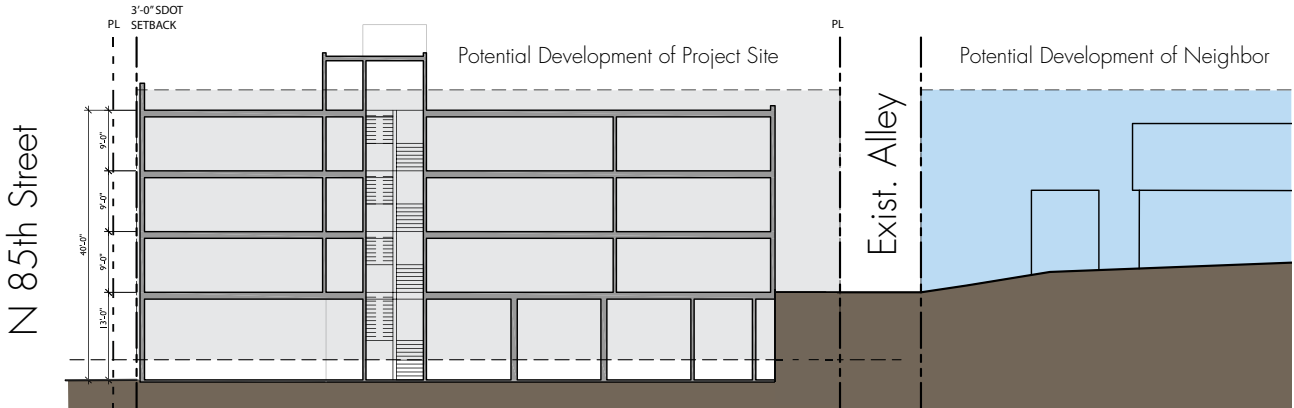 3'-0" SDOT
PL SETBACK
PL
Potential Development of Project Site
Potential Development of Neighbor
N 85th Street
Exist. Alley
40'-0"
9'-0"
9'-0"
9'-0"
13'-0"